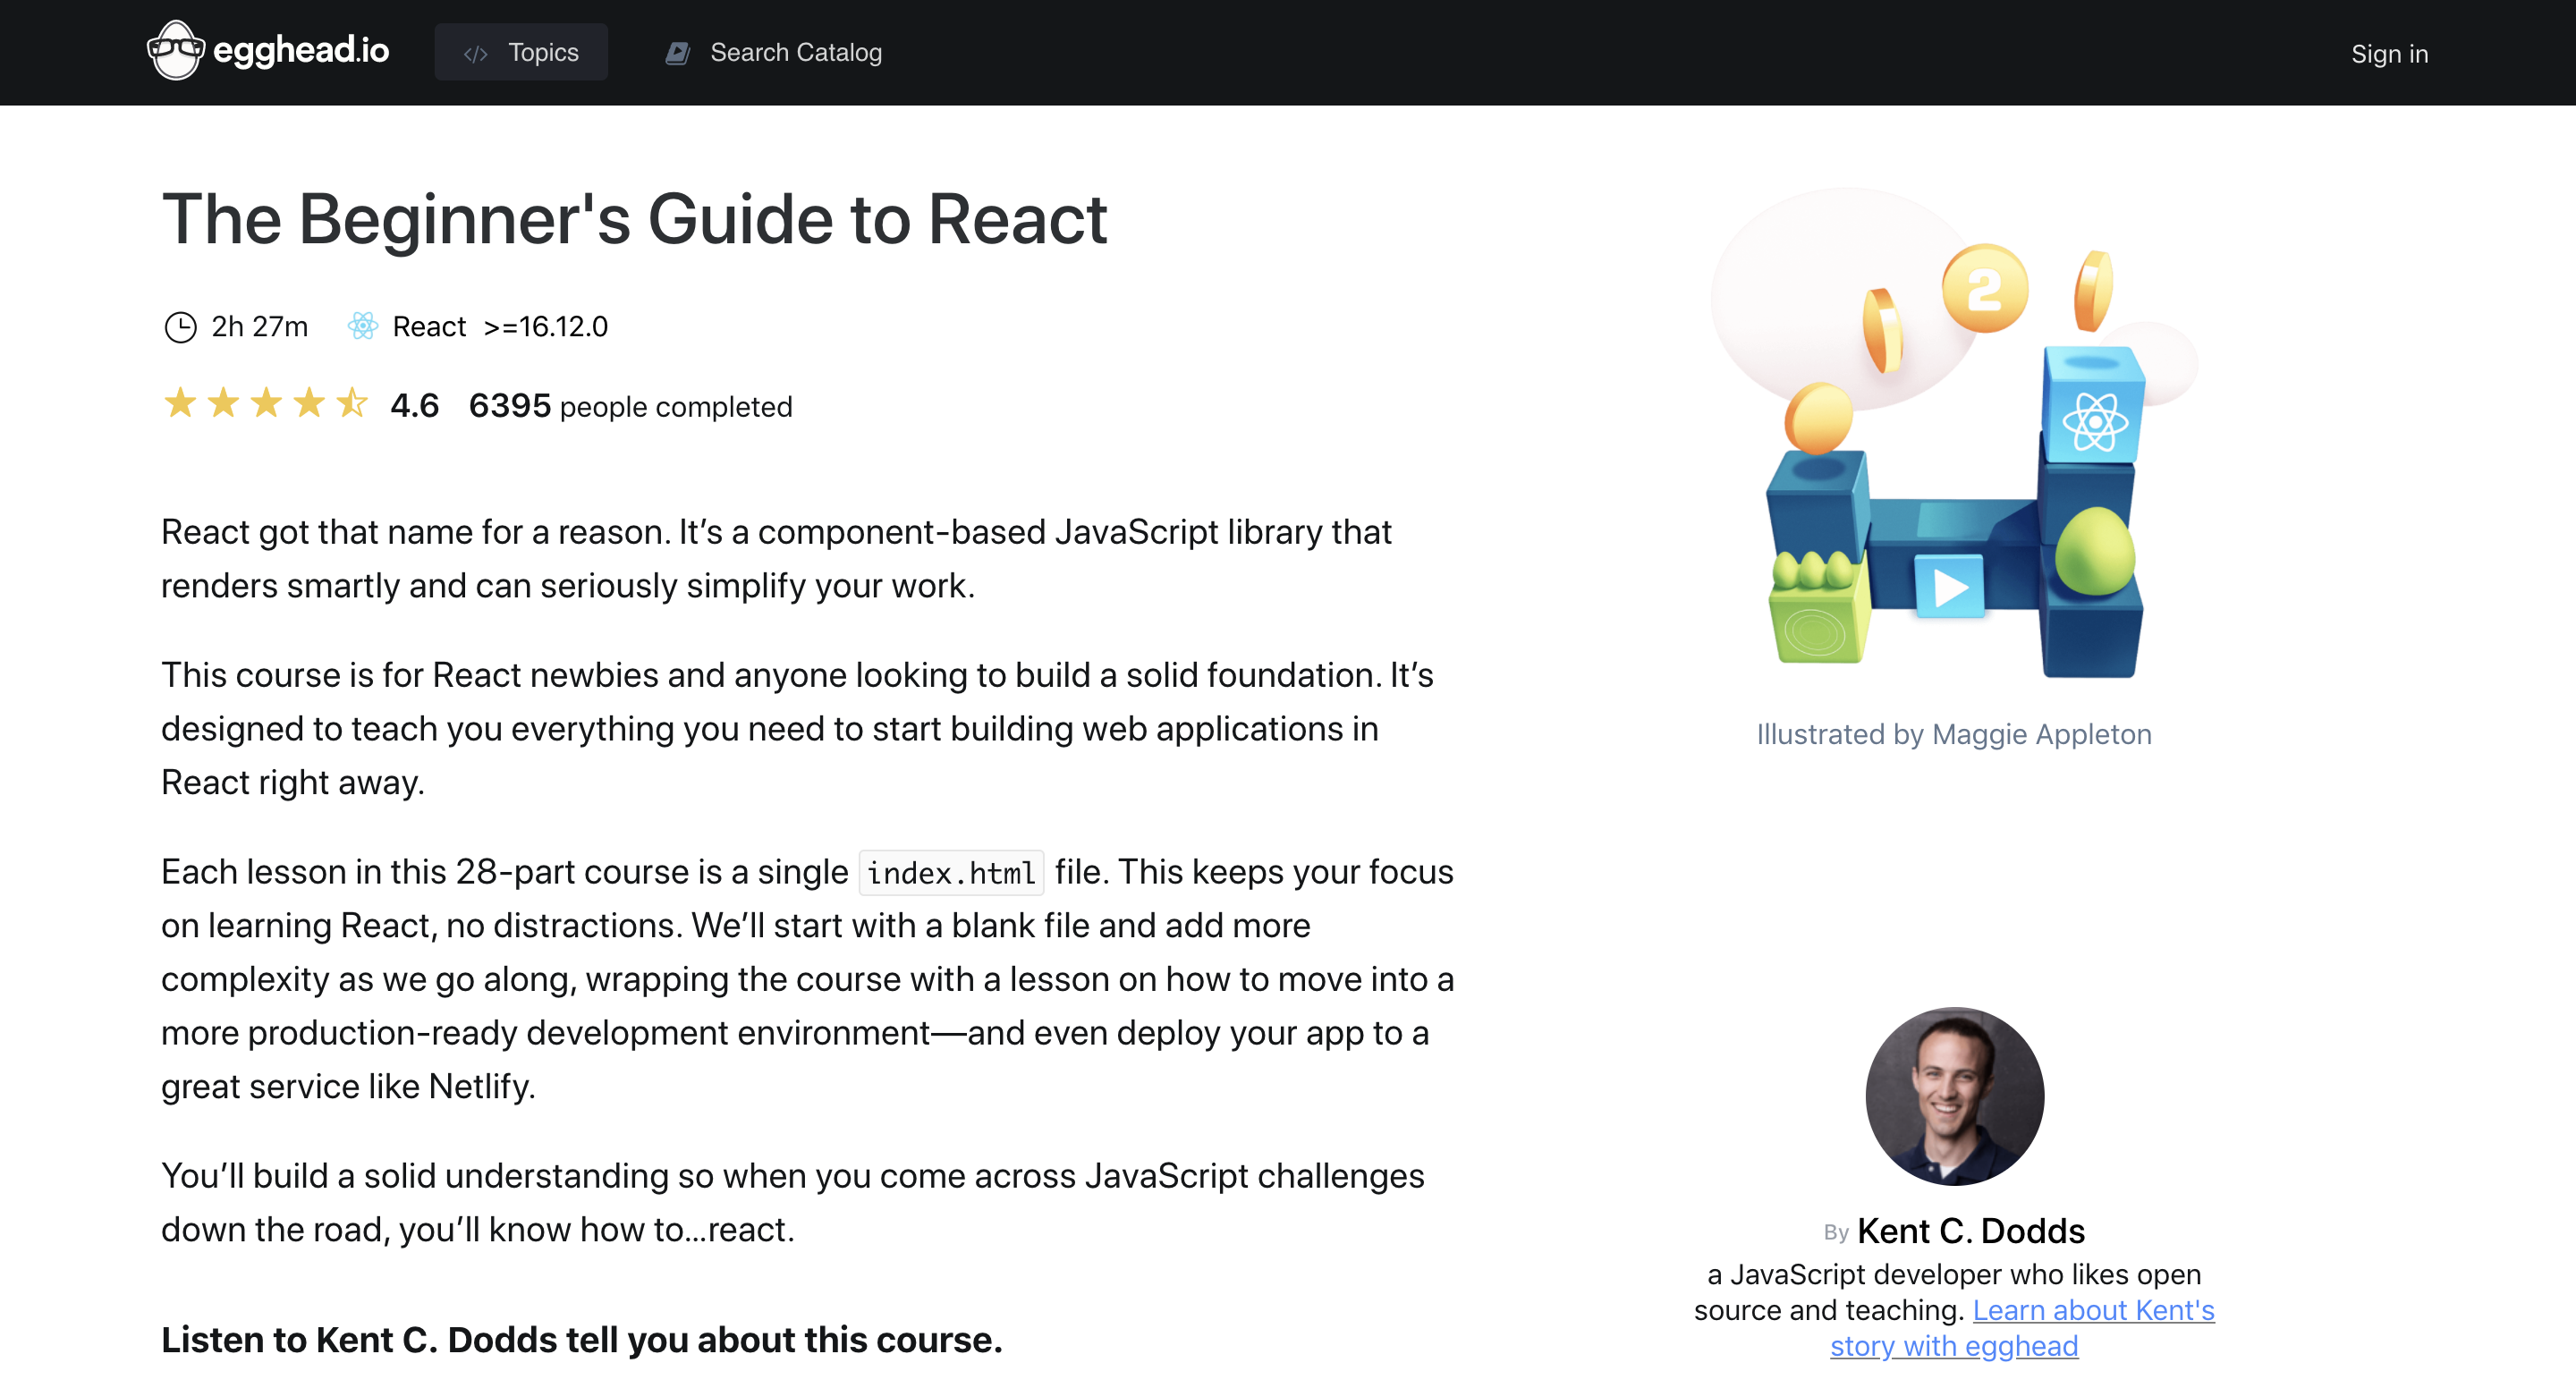 egghead.io
Topics
Search Catalog
Sign in
The Beginner's Guide to React
2h 27m
React >=16.12.0
4.6 6395 people completed
React got that name for a reason. It’s a component-based JavaScript library that
renders smartly and can seriously simplify your work.
This course is for React newbies and anyone looking to build a solid foundation. It’s
designed to teach you everything you need to start building web applications in
React right away.
Each lesson in this 28-part course is a single index.html file. This keeps your focus
on learning React, no distractions. We’ll start with a blank file and add more
complexity as we go along, wrapping the course with a lesson on how to move into a
more production-ready development environment—and even deploy your app to a
great service like Netlify.
You’ll build a solid understanding so when you come across JavaScript challenges
down the road, you’ll know how to…react.
Listen to Kent C. Dodds tell you about this course.
2
Illustrated by Maggie Appleton
By Kent C. Dodds
a JavaScript developer who likes open
source and teaching. Learn about Kent's
story with egghead